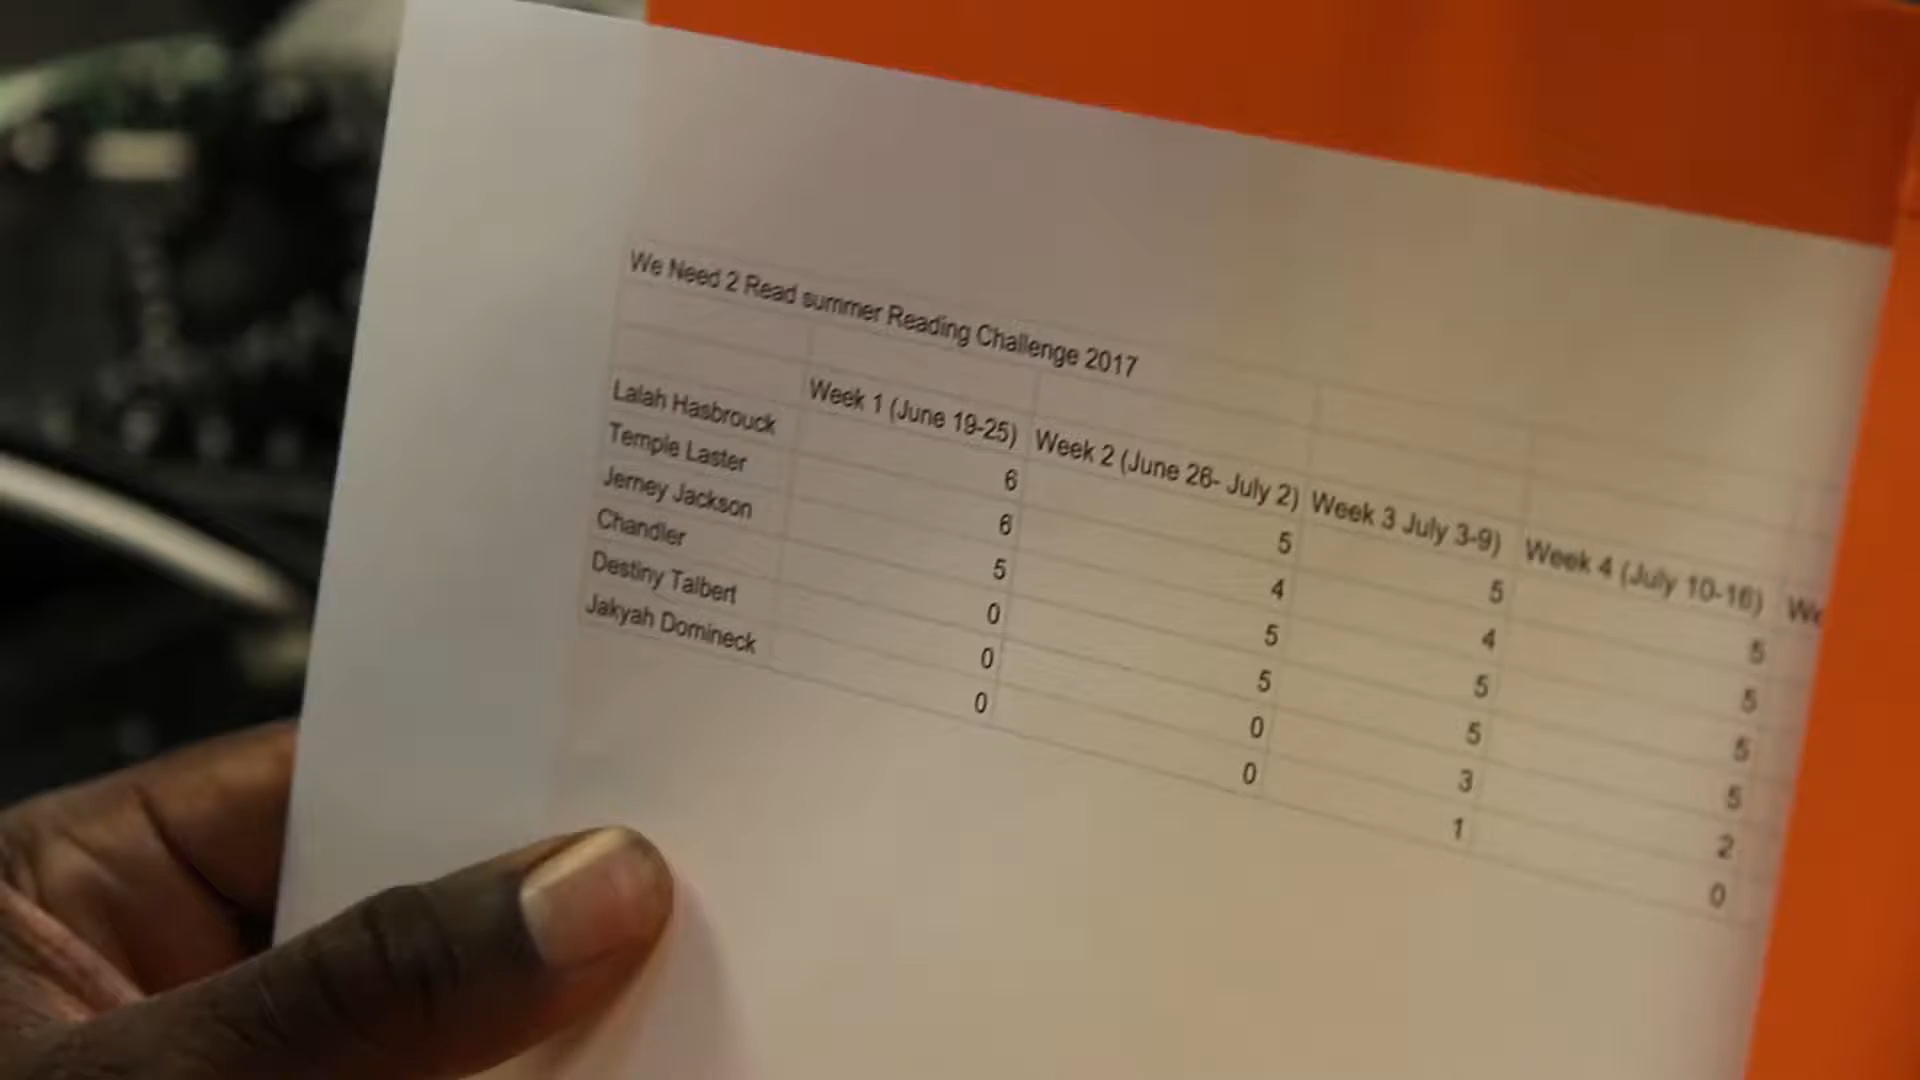 We Need 2 Read summer Reading Challenge 2017
Week 1 (June 19-25) Week 2 (June 26- July 2) Week 3 July 3-9) Week 4 (July 10-16) We
Lalah Hasbrouck 6 5 5 5
Temple Laster 6 4 4 5
Jerney Jackson 5 5 5 5
Chandler 0 5 5 5
Destiny Talbert 0 0 3 2
Jakyah Domineck 0 0 1 0